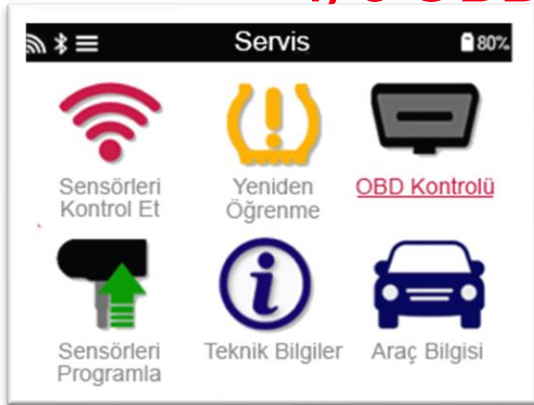 Servis
80%
Sensörleri
Kontrol Et
Yeniden
Öğrenme
OBD Kontrolü
Sensörleri
Programla
Teknik Bilgiler
Araç Bilgisi